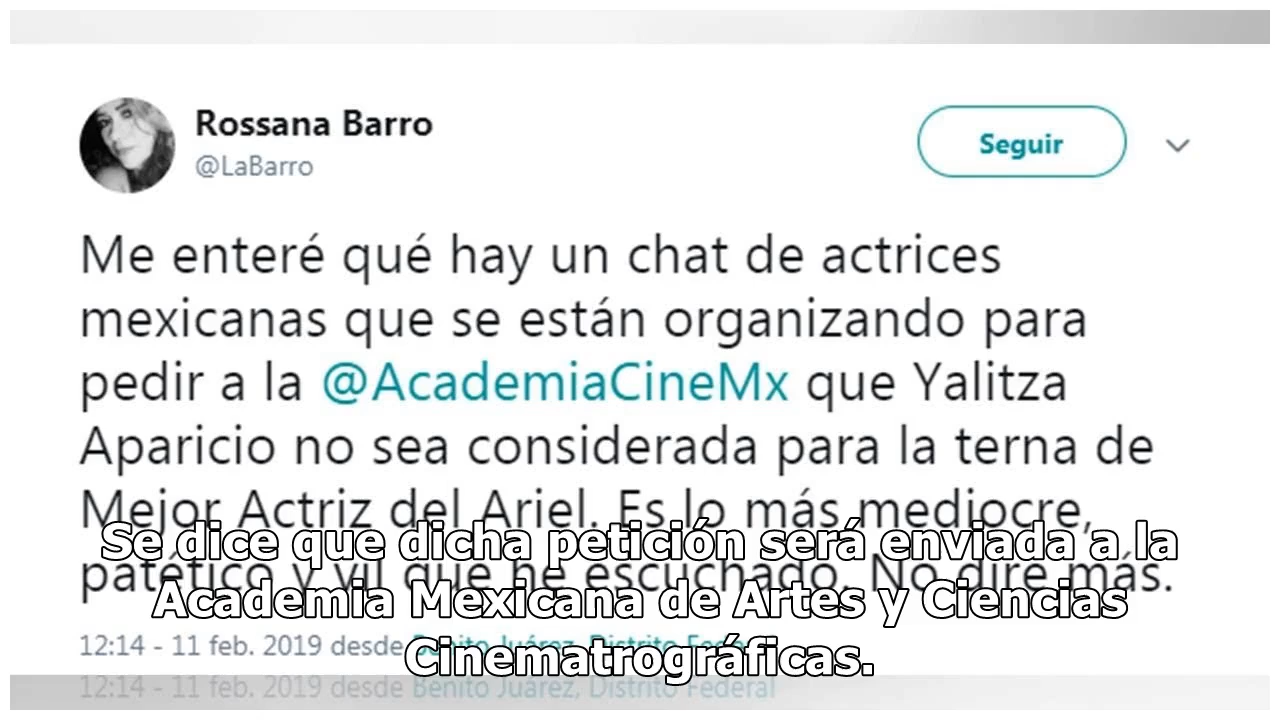 Rossana Barro
@LaBarro
Seguir
Me enteré qué hay un chat de actrices
mexicanas que se están organizando para
pedir a la @AcademiaCineMx que Yalitza
Aparicio no sea considerada para la terna de
Mejor Actriz del Ariel. Es lo más mediocre,
patético y vil que he escuchado. No diré más.
Se dice que dicha petición será enviada a la
Academia Mexicana de Artes y Ciencias
Cinematrográficas.
12:14 - 11 feb. 2019 desde Benito Juárez, Distrito Federal
12:14 - 11 feb. 2019 desde Benito Juárez, Distrito Federal